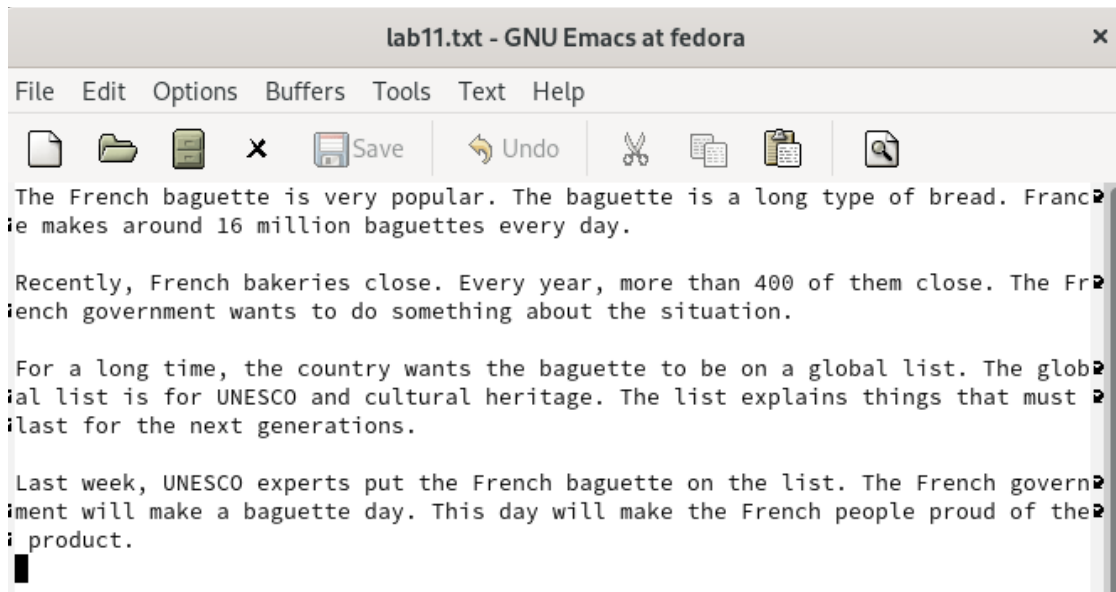 lab11.txt - GNU Emacs at fedora ×
File Edit Options Buffers Tools Text Help
Save Undo
The French baguette is very popular. The baguette is a long type of bread. Franc
e makes around 16 million baguettes every day.
Recently, French bakeries close. Every year, more than 400 of them close. The Fr
ench government wants to do something about the situation.
For a long time, the country wants the baguette to be on a global list. The glob
al list is for UNESCO and cultural heritage. The list explains things that must
last for the next generations.
Last week, UNESCO experts put the French baguette on the list. The French govern
ment will make a baguette day. This day will make the French people proud of the
product.